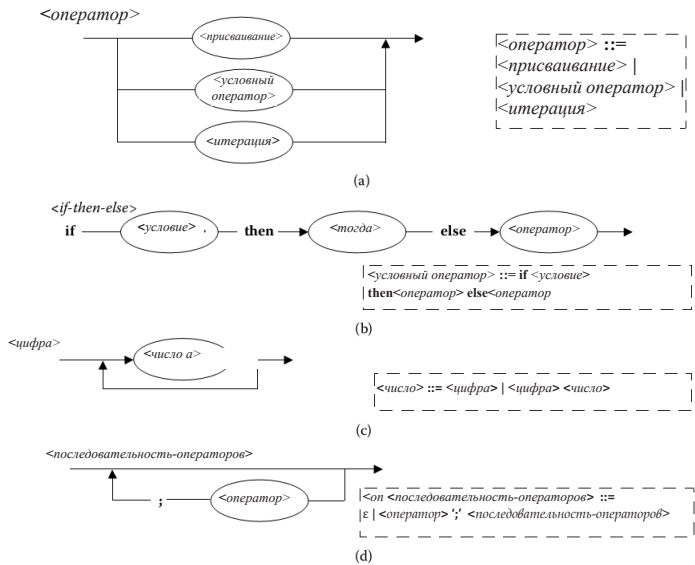 <оператор>
<присваивание>
<условный
оператор>
<итерация>
<оператор> ::=
<присваивание> |
<условный оператор> |
<итерация>
(a)
<if-then-else>
if <условие> . then <тогда> else <оператор>
<условный оператор> ::= if <условие>
then<оператор> else<оператор
(b)
<цифра>
<число а>
<число> ::= <цифра> | <цифра> <число>
(c)
<последовательность-операторов>
; <оператор>
<оп <последовательность-операторов> ::=
ε | <оператор> ‘;’ <последовательность-операторов>
(d)